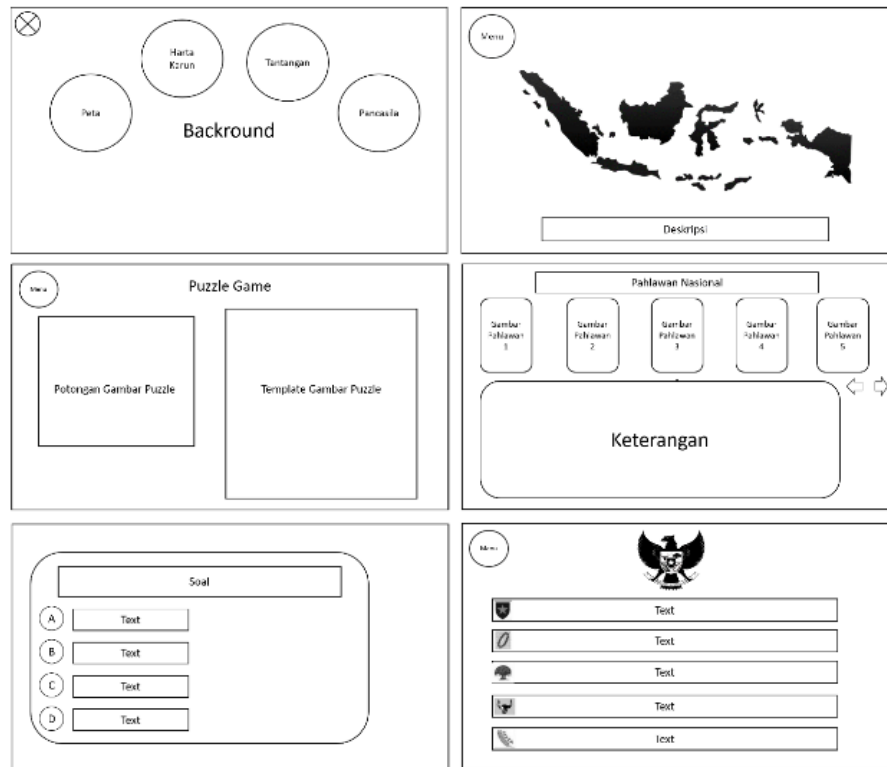 Harta
Karun
Tantangan
Peta
Pancasila
Backround
Menu
Deskripsi
Menu
Puzzle Game
Potongan Gambar Puzzle
Template Gambar Puzzle
Pahlawan Nasional
Gambar
Pahlawan
1
Gambar
Pahlawan
2
Gambar
Pahlawan
3
Gambar
Pahlawan
4
Gambar
Pahlawan
5
Keterangan
Soal
A
Text
B
Text
C
Text
D
Text
Menu
Text
Text
Text
Text
Text